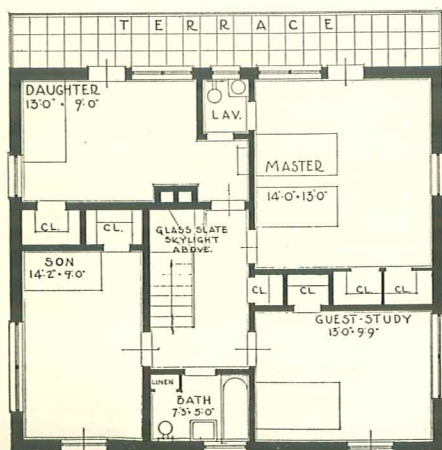 TERRACE
DAUGHTER
13'0" · 9'0"
LAV.
MASTER
14'-0" · 13'0"
CL.
CL.
GLASS SLATE
SKYLIGHT
ABOVE.
SON
14'-2" · 9'0"
CL.
CL.
CL.
CL.
GUEST-STUDY
13'0" · 9'9"
LINEN
BATH
7'3" · 5'0"